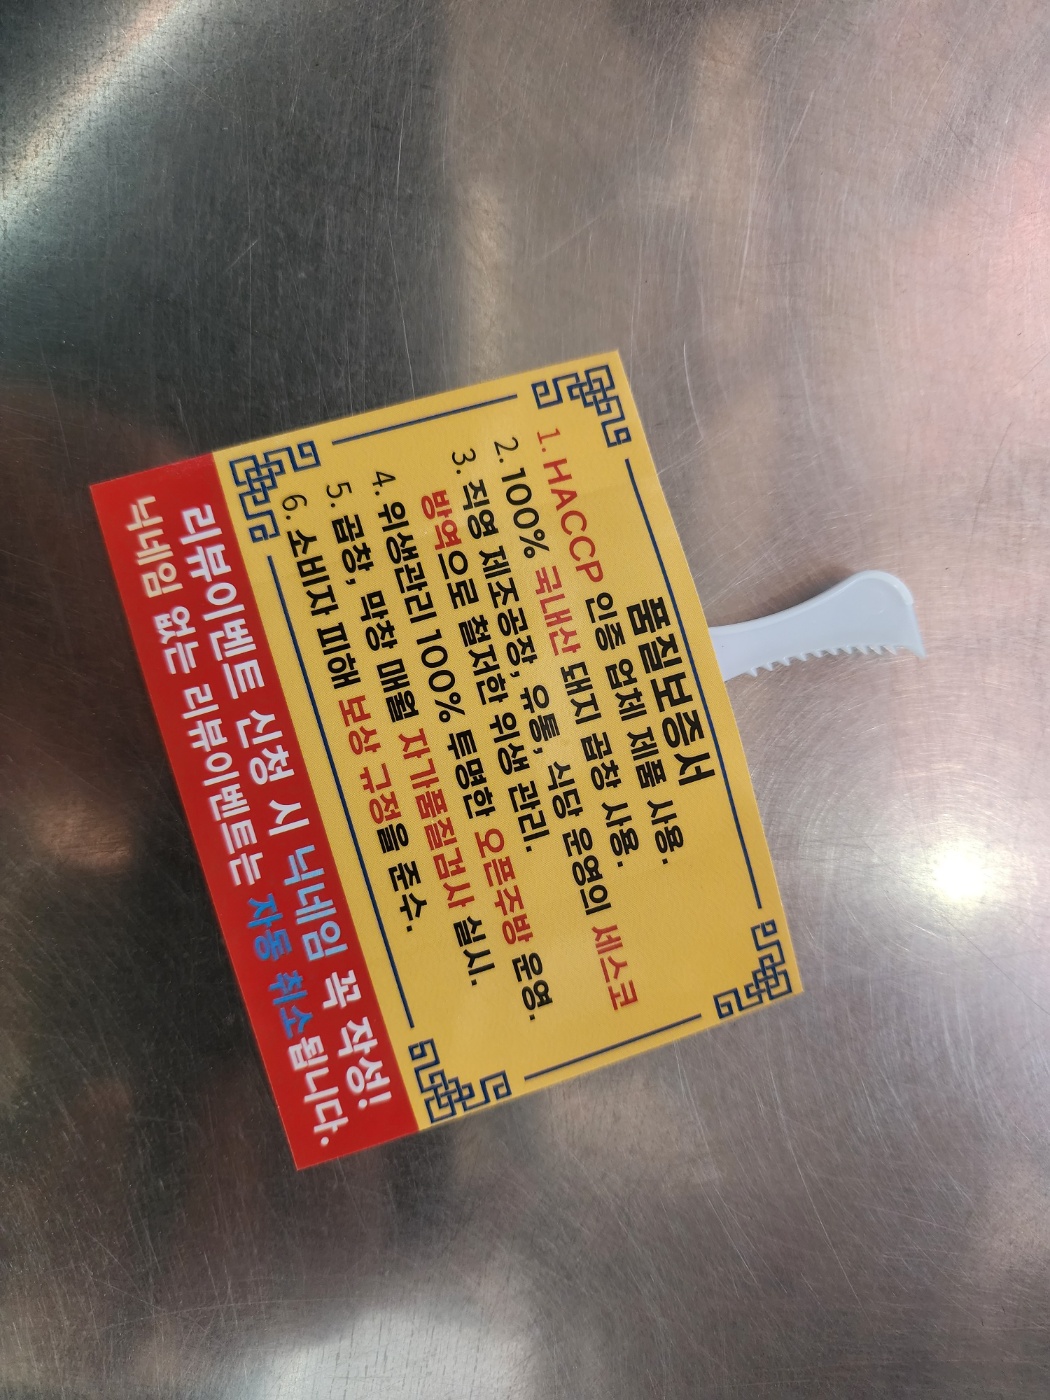 품질보증서
1. HACCP 인증 업체 제품 사용.
2. 100% 국내산 돼지 곱창 사용.
3. 직영 제조공장, 유통, 식당 운영의 세스코
방역으로 철저한 위생 관리.
4. 위생관리 100% 투명한 오픈주방 운영.
5. 곱창, 막창 매월 자가품질검사 실시.
6. 소비자 피해 보상 규정을 준수.
리뷰이벤트 신청 시 닉네임 꼭 작성!
닉네임 없는 리뷰이벤트는 자동 취소됩니다.